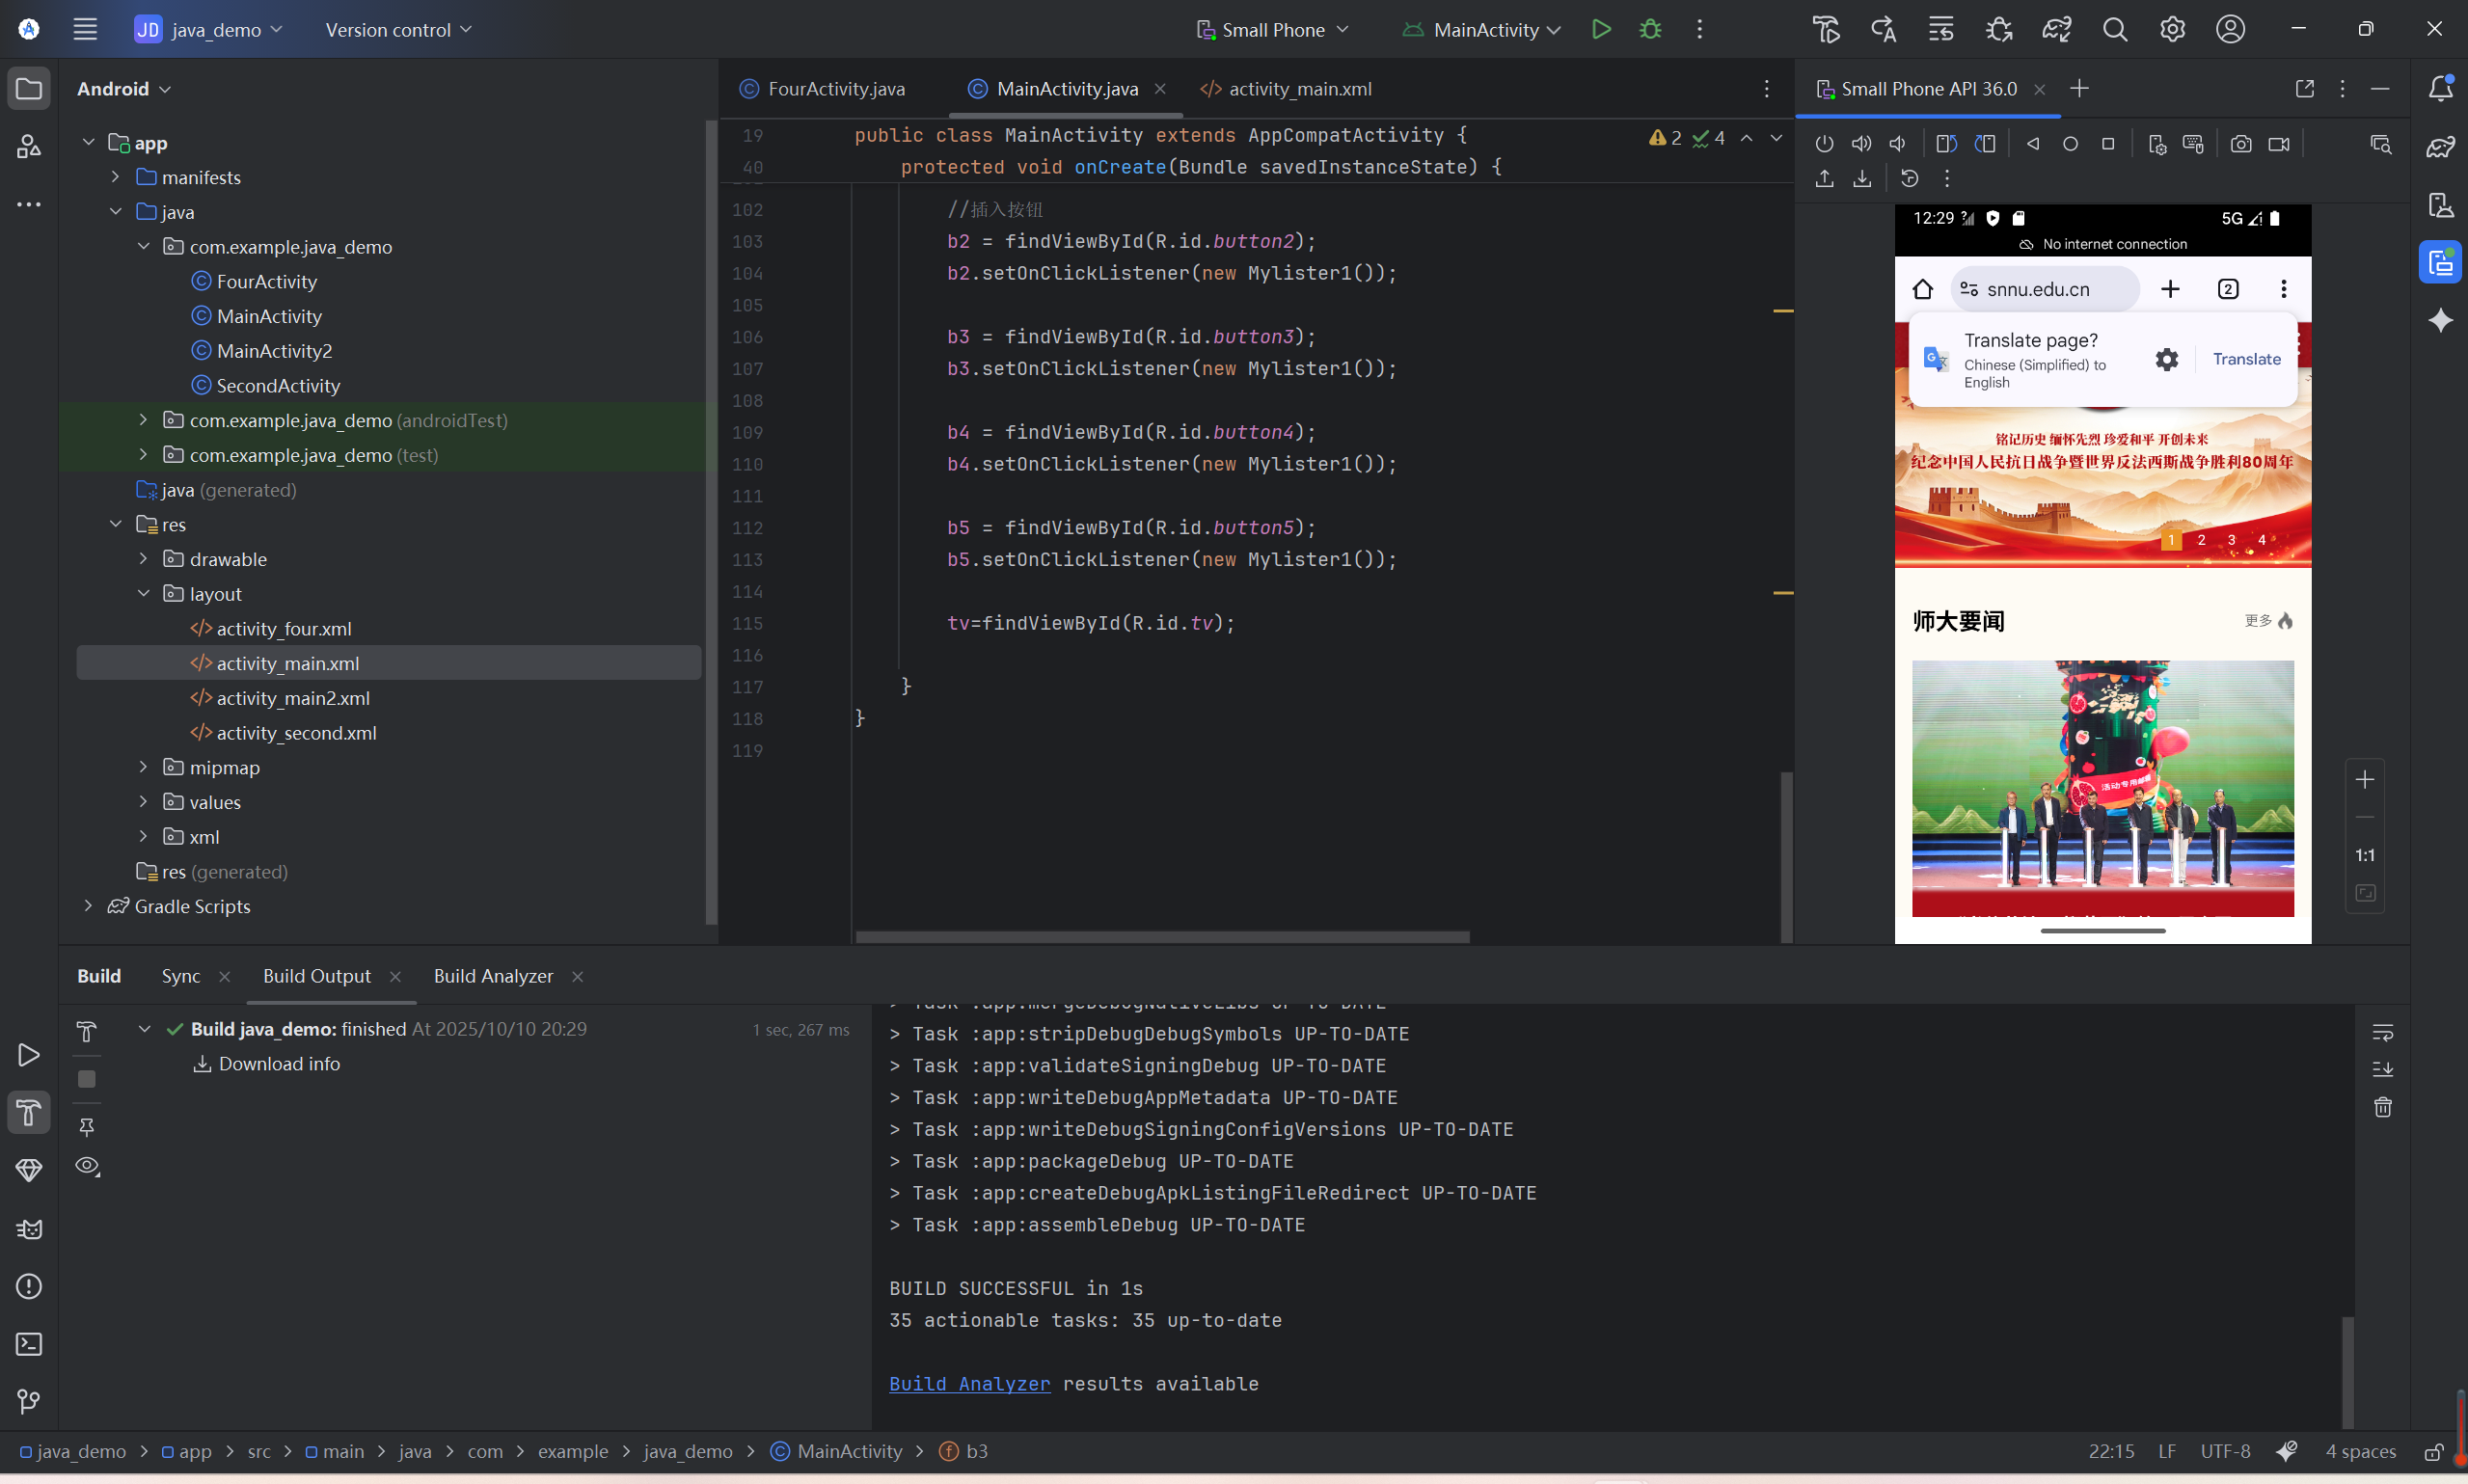 JD java_demo
Version control
Small Phone
MainActivity
Android
app
manifests
java
com.example.java_demo
FourActivity
MainActivity
MainActivity2
SecondActivity
com.example.java_demo (androidTest)
com.example.java_demo (test)
java (generated)
res
drawable
layout
activity_four.xml
activity_main.xml
activity_main2.xml
activity_second.xml
mipmap
values
xml
res (generated)
Gradle Scripts
FourActivity.java
MainActivity.java
activity_main.xml
2 4
19 public class MainActivity extends AppCompatActivity {
40 protected void onCreate(Bundle savedInstanceState) {
102 //插入按钮
103 b2 = findViewById(R.id.button2);
104 b2.setOnClickListener(new Mylister1());
105
106 b3 = findViewById(R.id.button3);
107 b3.setOnClickListener(new Mylister1());
108
109 b4 = findViewById(R.id.button4);
110 b4.setOnClickListener(new Mylister1());
111
112 b5 = findViewById(R.id.button5);
113 b5.setOnClickListener(new Mylister1());
114
115 tv=findViewById(R.id.tv);
116
117 }
118 }
119
Small Phone API 36.0
12:29
5G
No internet connection
snnu.edu.cn
2
Translate page?
Chinese (Simplified) to
English
Translate
铭记历史 缅怀先烈 珍爱和平 开创未来
纪念中国人民抗日战争暨世界反法西斯战争胜利80周年
1 2 3 4
师大要闻
更多
活动专用邮箱
1:1
Build
Sync
Build Output
Build Analyzer
Build java_demo: finished At 2025/10/10 20:29
1 sec, 267 ms
Download info
> Task :app:mergeDebugNativeLibs UP-TO-DATE
> Task :app:stripDebugDebugSymbols UP-TO-DATE
> Task :app:validateSigningDebug UP-TO-DATE
> Task :app:writeDebugAppMetadata UP-TO-DATE
> Task :app:writeDebugSigningConfigVersions UP-TO-DATE
> Task :app:packageDebug UP-TO-DATE
> Task :app:createDebugApkListingFileRedirect UP-TO-DATE
> Task :app:assembleDebug UP-TO-DATE
BUILD SUCCESSFUL in 1s
35 actionable tasks: 35 up-to-date
Build Analyzer results available
java_demo > app > src > main > java > com > example > java_demo > MainActivity > b3
22:15
LF
UTF-8
4 spaces